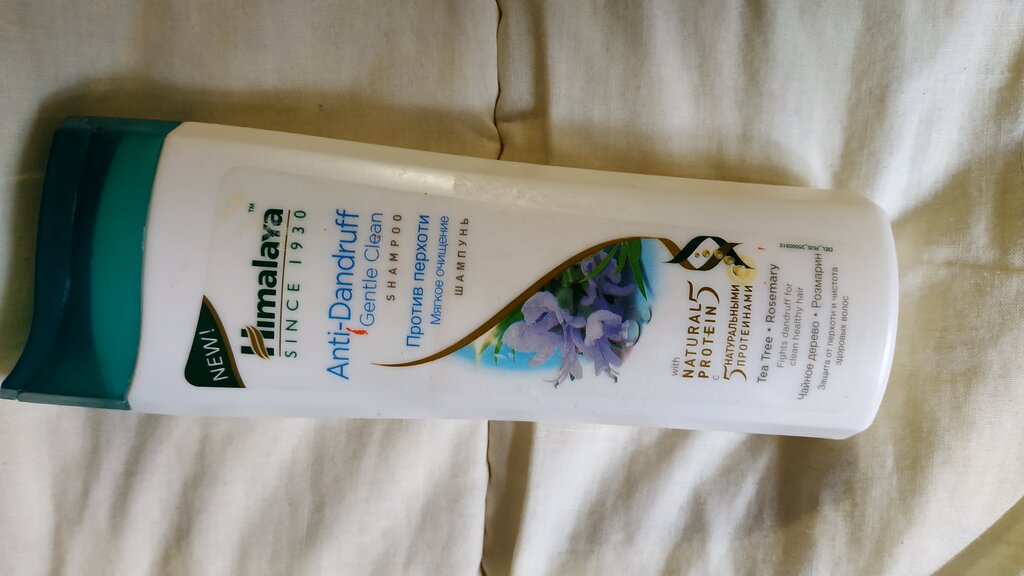 NEW!
Himalaya™
SINCE 1930
Anti-Dandruff
Gentle Clean
SHAMPOO
Против перхоти
Мягкое очищение
ШАМПУНЬ
with
NATURAL 5
PROTEIN
с
5 НАТУРАЛЬНЫМИ
ПРОТЕИНАМИ
Tea Tree • Rosemary
Fights dandruff for
clean healthy hair
Чайное дерево • Розмарин
Защита от перхоти и чистота
здоровых волос